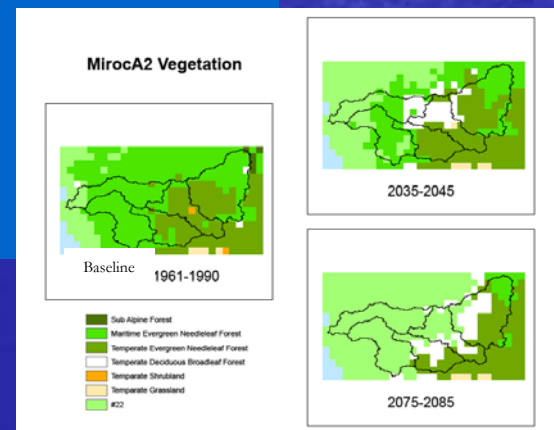 MirocA2 Vegetation
Baseline
1961-1990
Sub Alpine Forest
Maritime Evergreen Needleleaf Forest
Temperate Evergreen Needleleaf Forest
Temperate Deciduous Broadleaf Forest
Temparate Shrubland
Temparate Grassland
#22
2035-2045
2075-2085